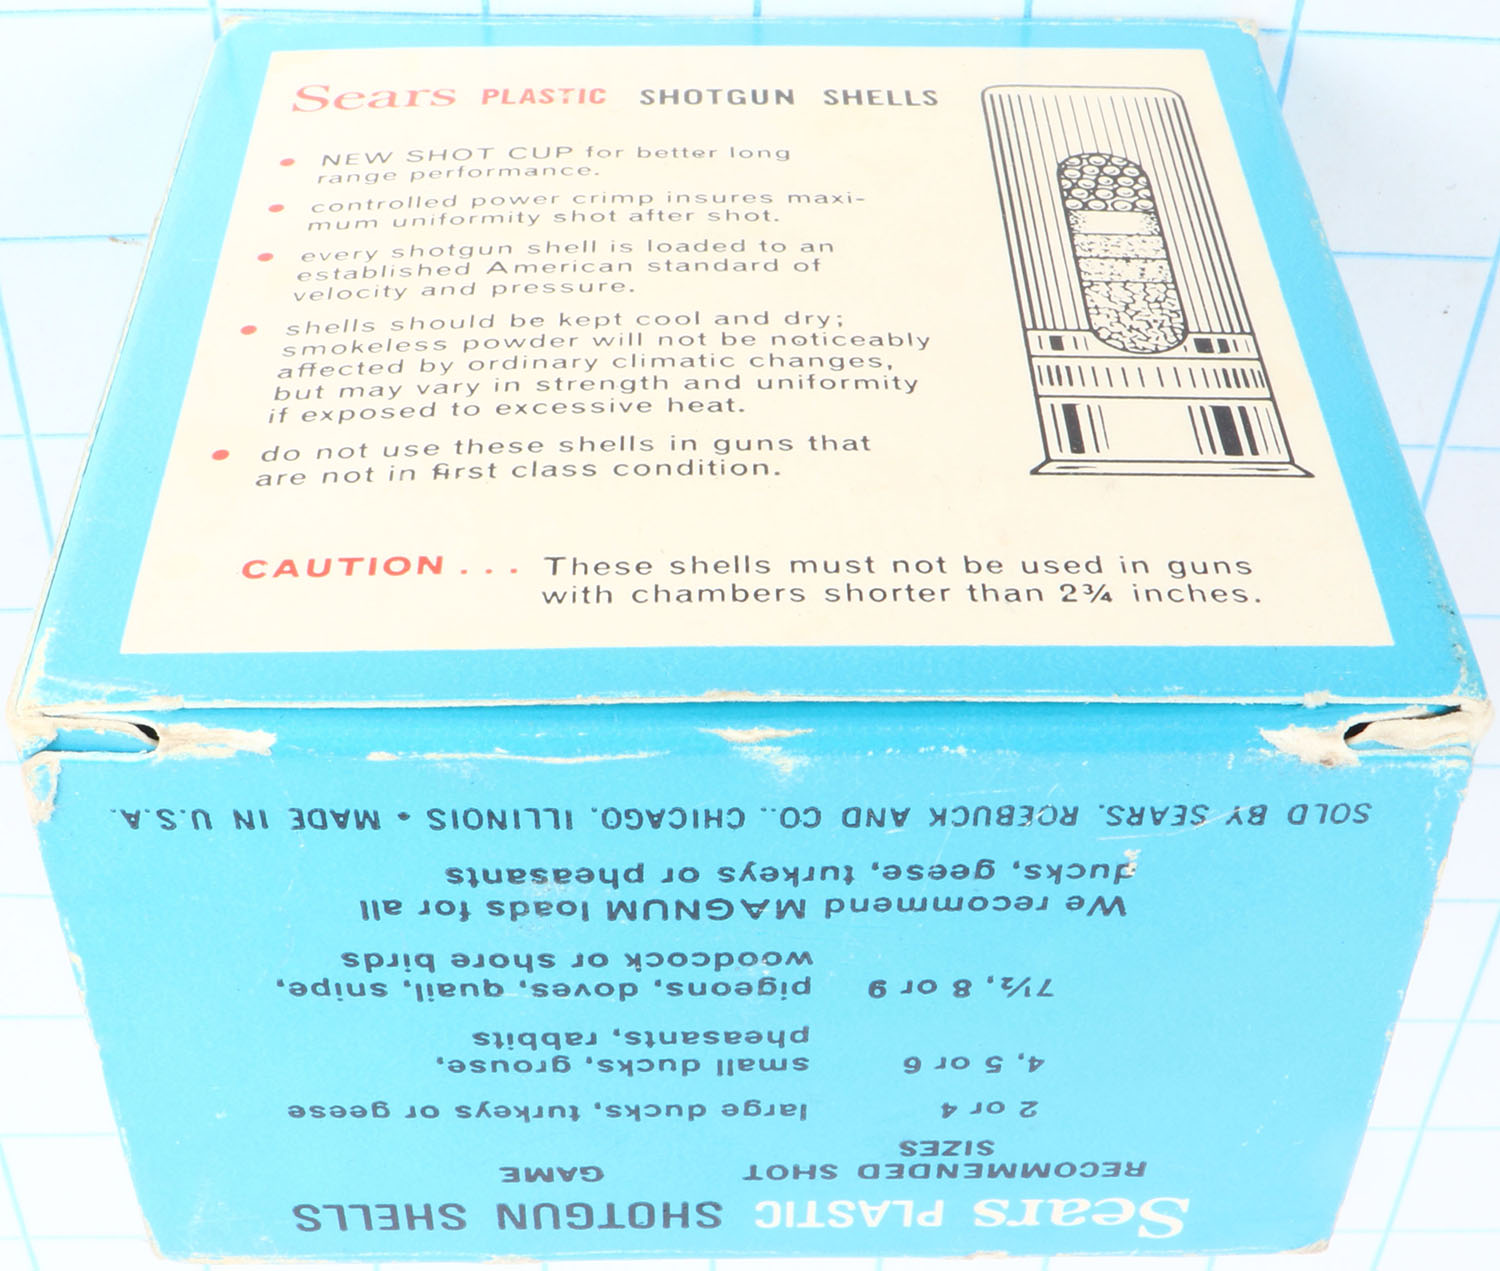 Sears PLASTIC SHOTGUN SHELLS
• NEW SHOT CUP for better long
range performance.
• controlled power crimp insures maxi-
mum uniformity shot after shot.
• every shotgun shell is loaded to an
established American standard of
velocity and pressure.
• shells should be kept cool and dry;
smokeless powder will not be noticeably
affected by ordinary climatic changes,
but may vary in strength and uniformity
if exposed to excessive heat.
• do not use these shells in guns that
are not in first class condition.
CAUTION... These shells must not be used in guns
with chambers shorter than 2¾ inches.
Sears PLASTIC SHOTGUN SHELLS
RECOMMENDED SHOT GAME
SIZES
2 or 4 large ducks, turkeys or geese
4, 5 or 6 small ducks, grouse,
pheasants, rabbits
7½, 8 or 9 pigeons, doves, quail, snipe,
woodcock or shore birds
We recommend MAGNUM loads for all
ducks, geese, turkeys or pheasants
SOLD BY SEARS, ROEBUCK AND CO., CHICAGO, ILLINOIS • MADE IN U.S.A.